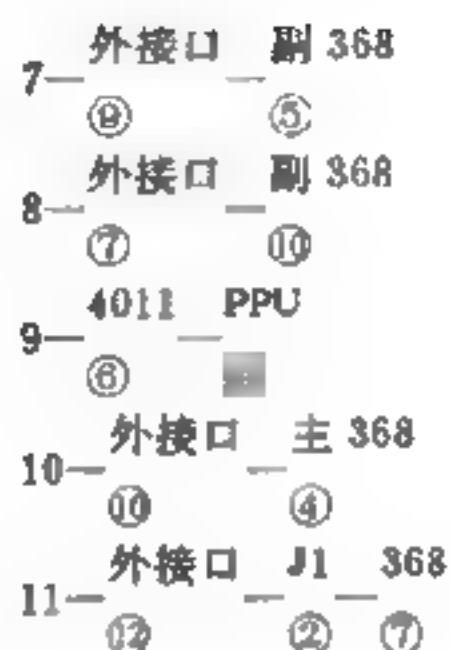 外接口 副 368
7— —
⑨ ⑤
外接口 副 368
8— —
⑦ ⑩
4011 PPU
9— —
⑥
外接口 主 368
10— —
⑩ ④
外接口 J1 368
11— — —
⑫ ② ⑦